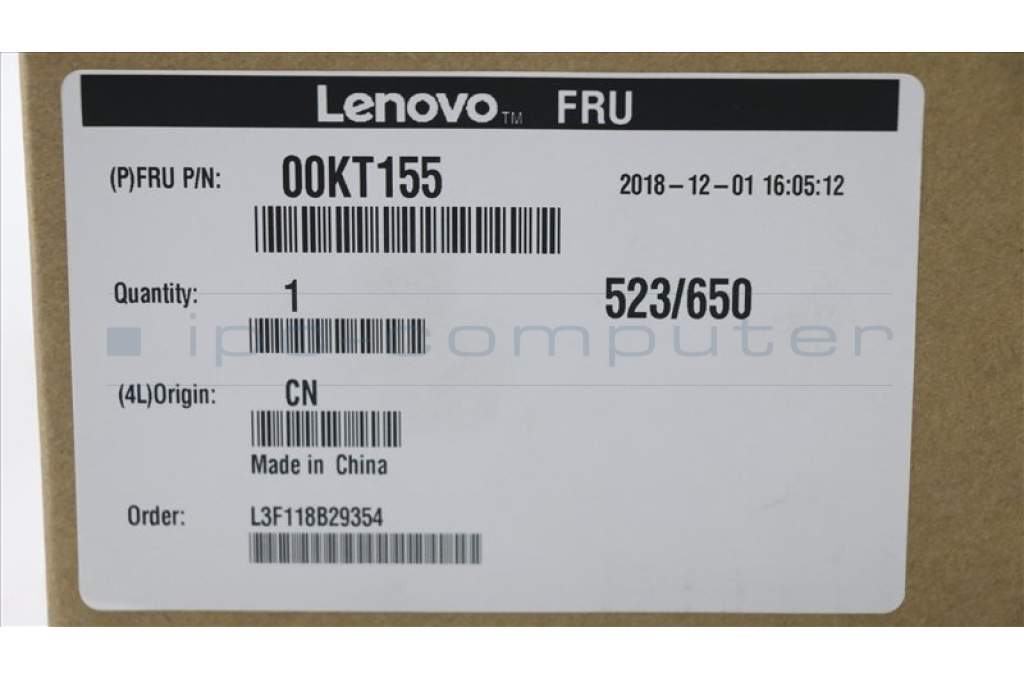 Lenovo™ FRU
(P)FRU P/N: 00KT155 2018-12-01 16:05:12
Quantity: 1 523/650
ipc-computer
(4L)Origin: CN
Made in China
Order: L3F118B29354